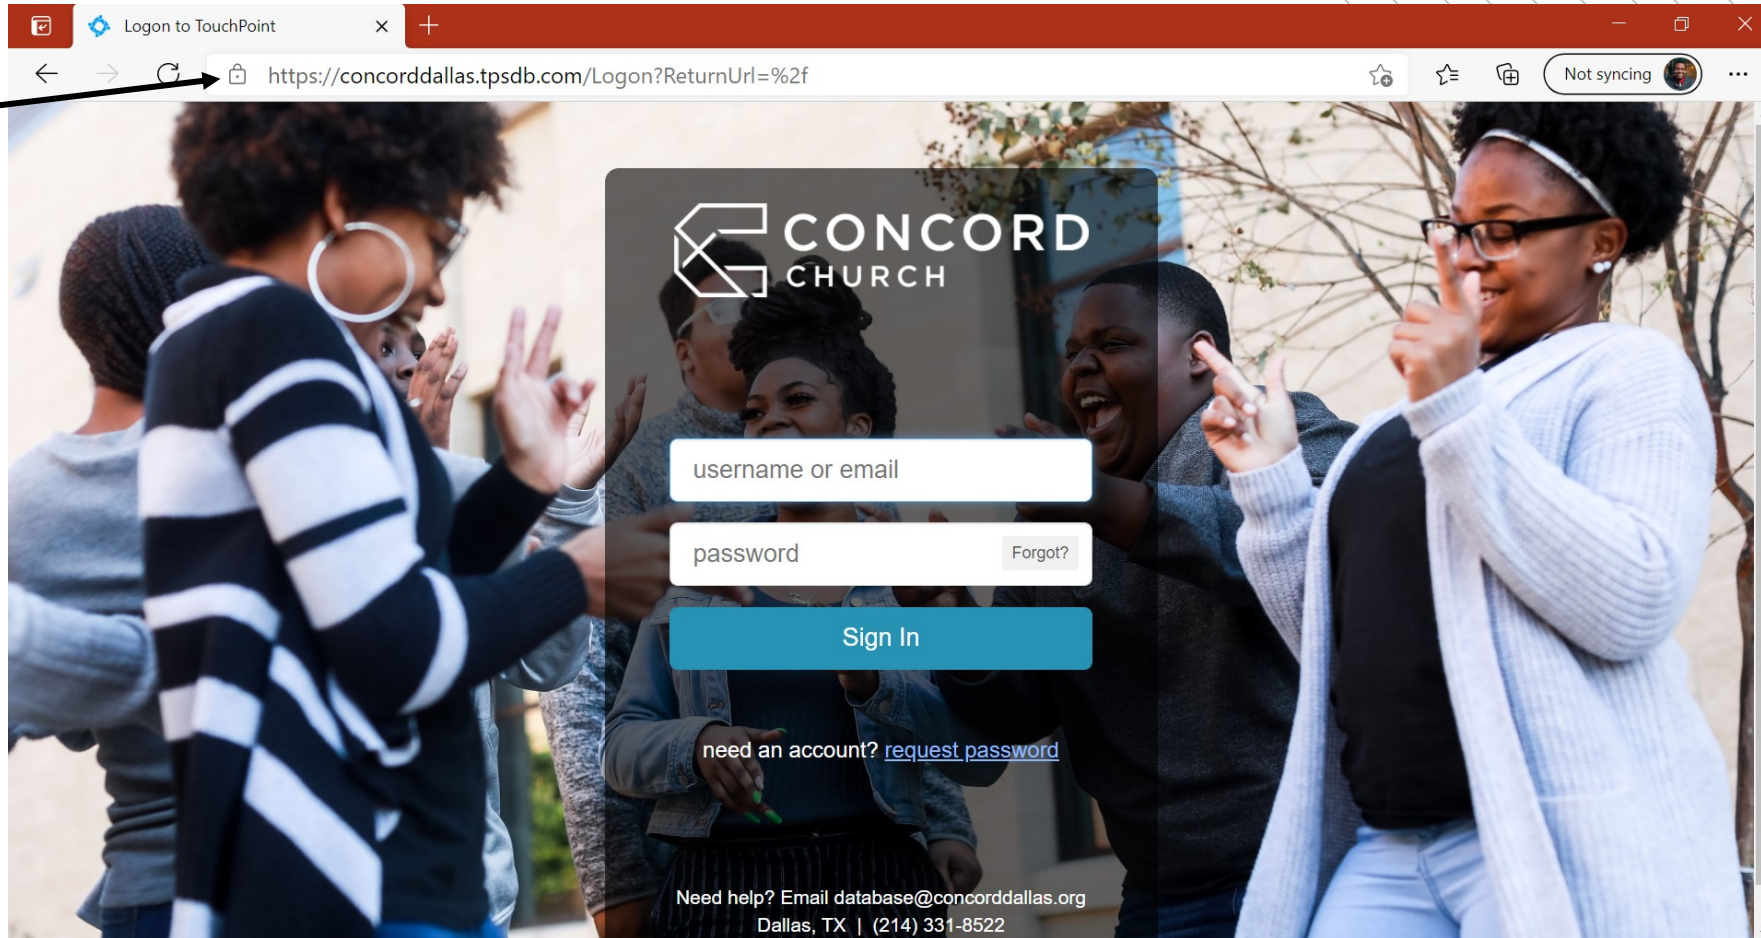 Logon to TouchPoint
https://concorddallas.tpsdb.com/Logon?ReturnUrl=%2f
Not syncing
CONCORD
CHURCH
username or email
password
Forgot?
Sign In
need an account? request password
Need help? Email database@concorddallas.org
Dallas, TX | (214) 331-8522